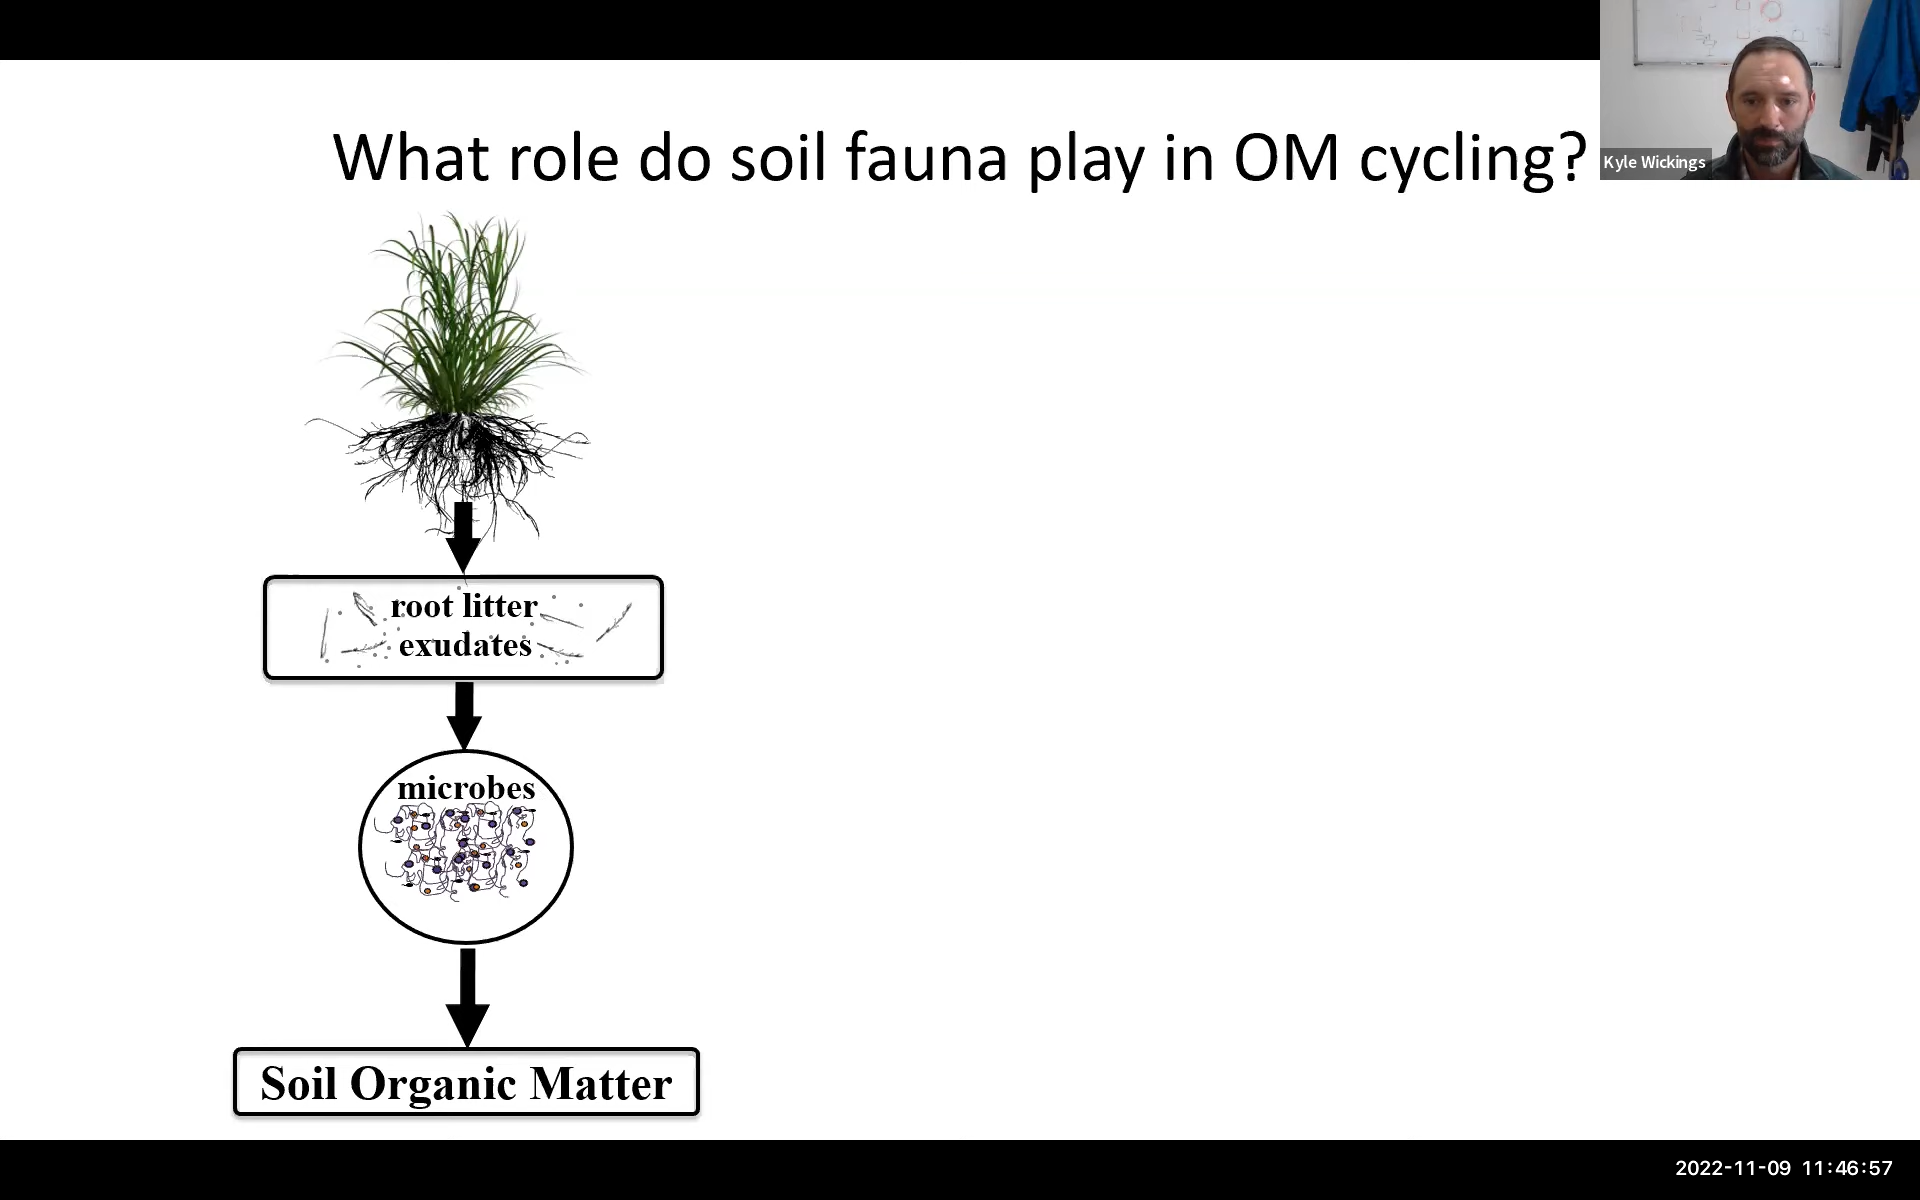 What role do soil fauna play in OM cycling?
Kyle Wickings
root litter
exudates
microbes
Soil Organic Matter
2022-11-09 11:46:57